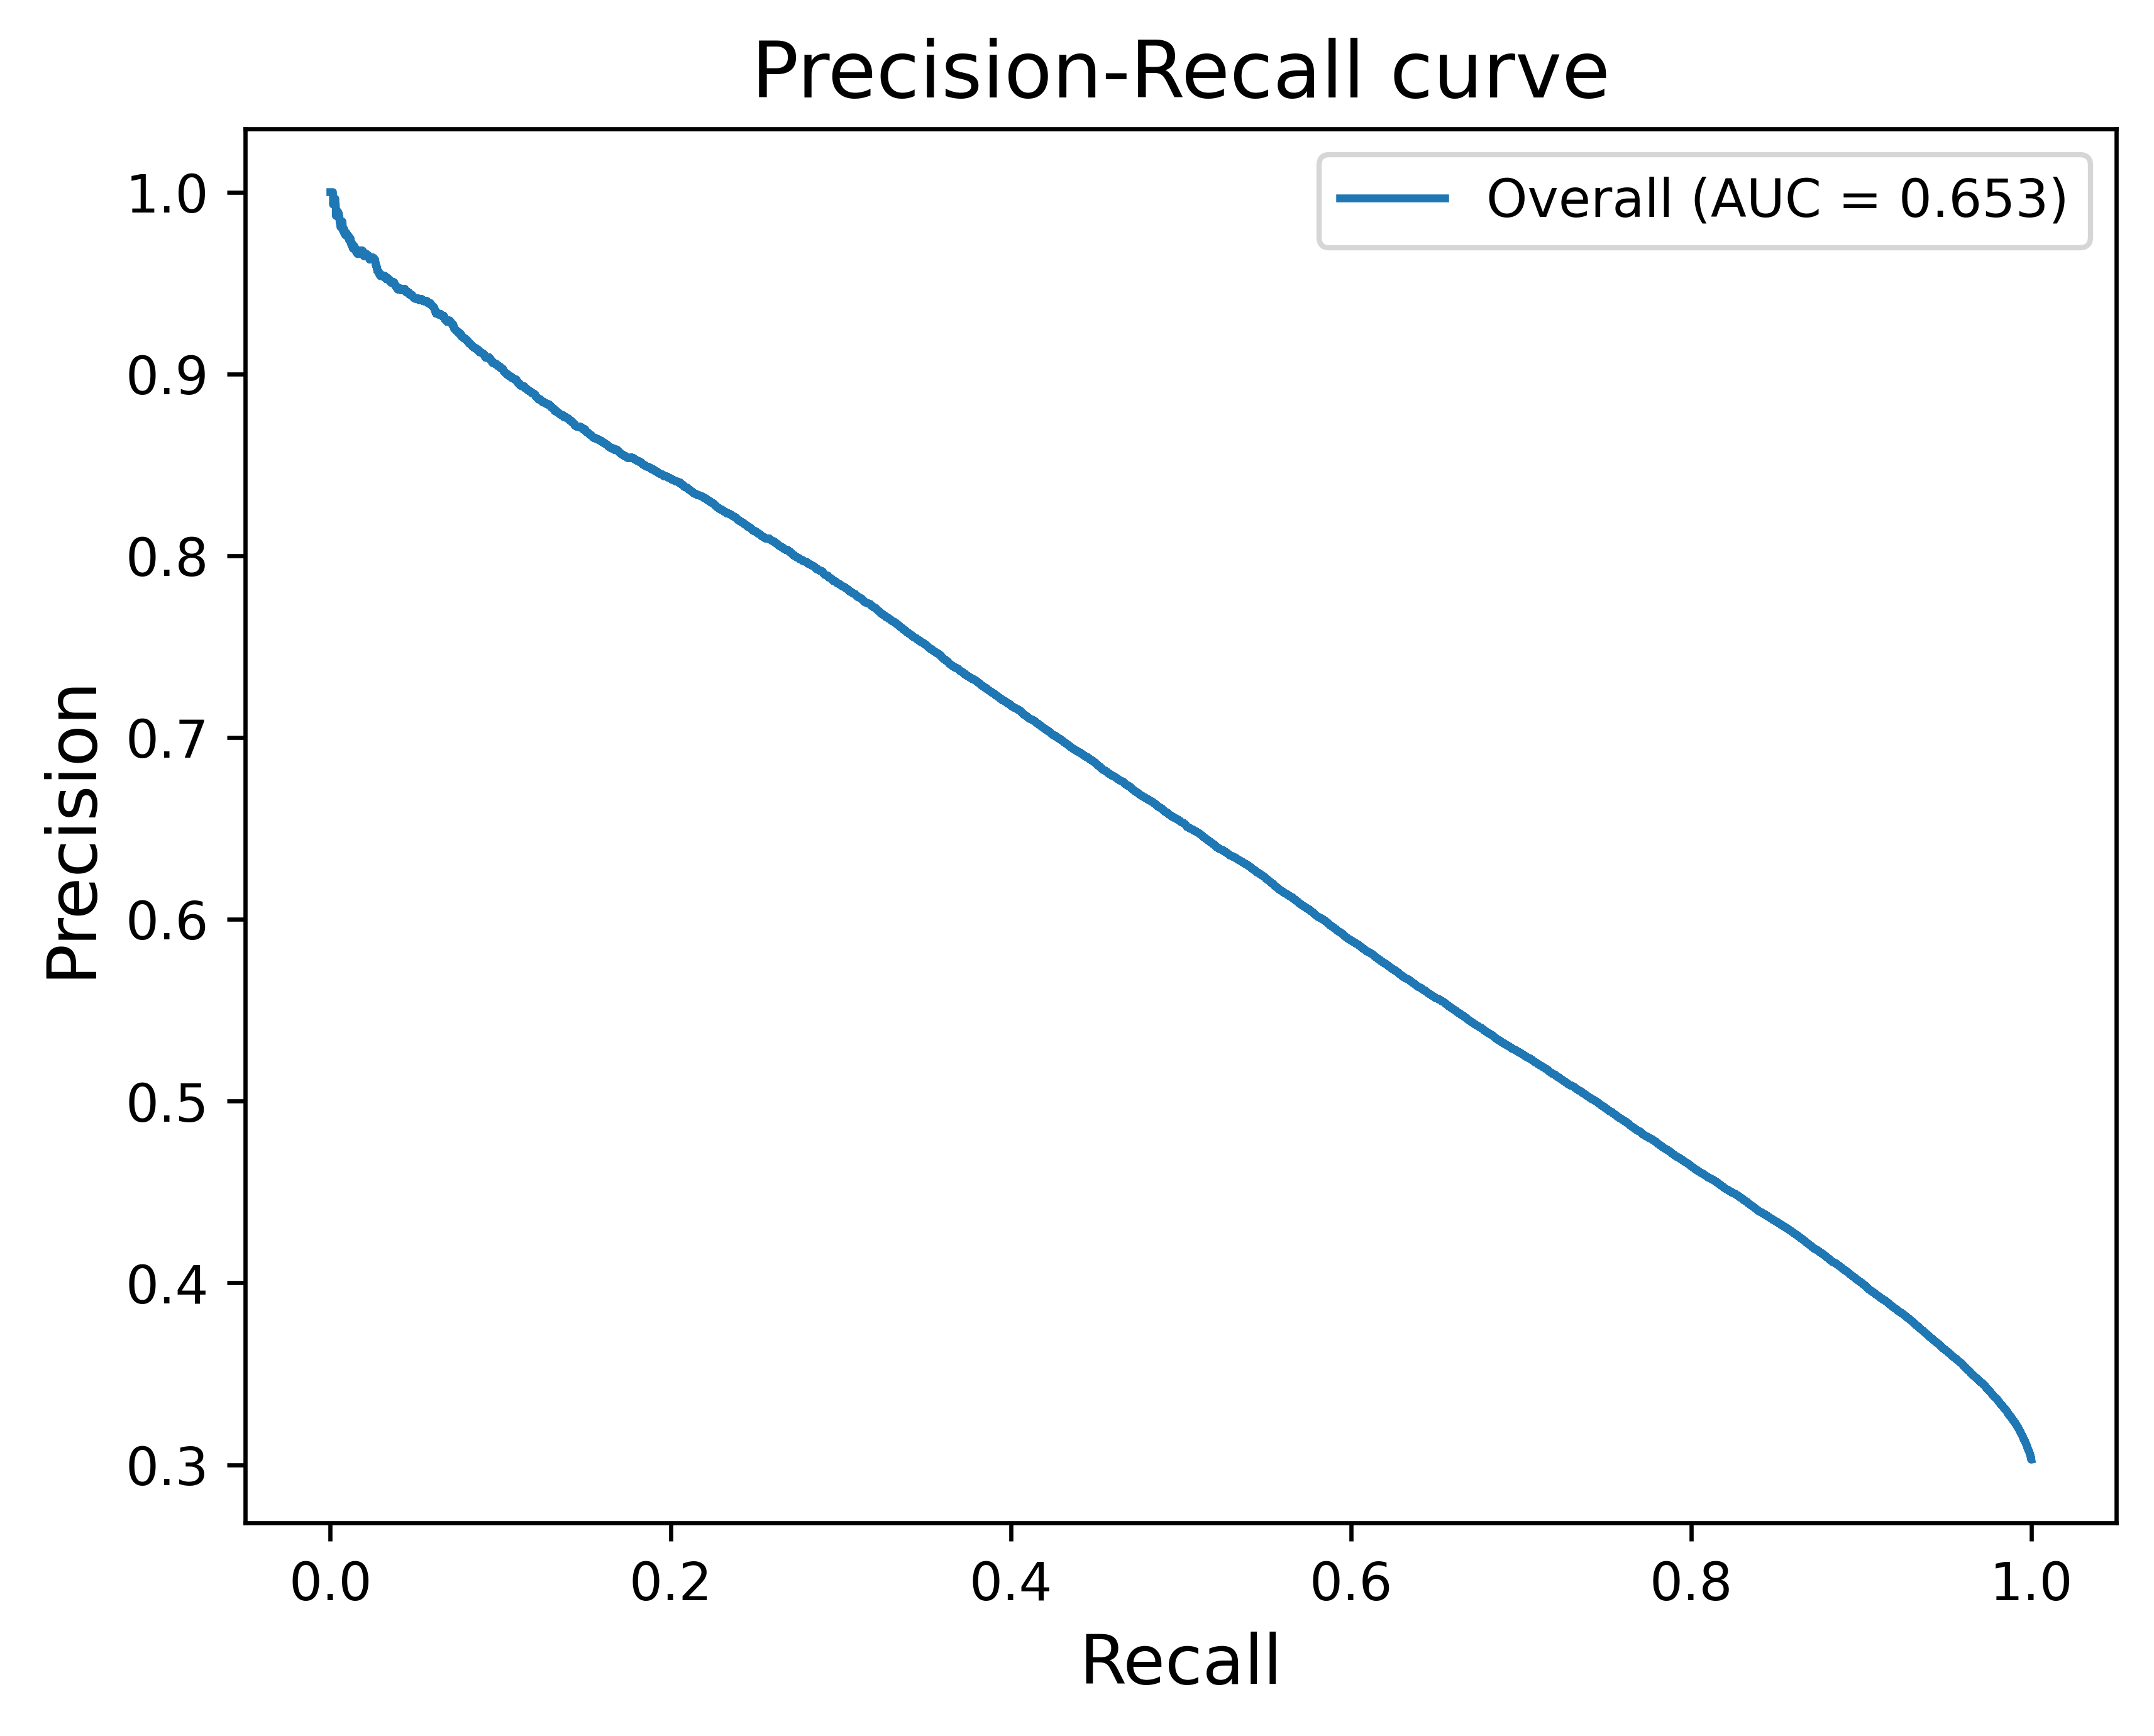 Precision-Recall curve
Overall (AUC = 0.653)
Precision
1.0
0.9
0.8
0.7
0.6
0.5
0.4
0.3
0.0 0.2 0.4 0.6 0.8 1.0
Recall